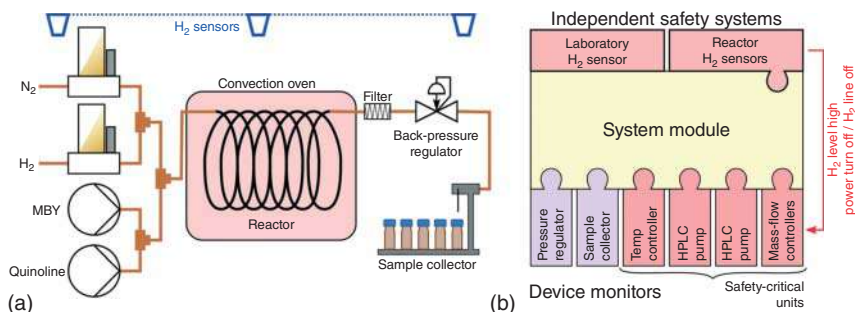 H₂ sensors
N₂
H₂
MBY
Quinoline
Convection oven
Reactor
Filter
Back-pressure
regulator
Sample collector
(a)
Independent safety systems
Laboratory
H₂ sensor
Reactor
H₂ sensors
System module
Pressure
regulator
Sample
collector
Temp
controller
HPLC
pump
HPLC
pump
Mass-flow
controllers
H₂ level high
power turn off / H₂ line off
Device monitors
Safety-critical
units
(b)